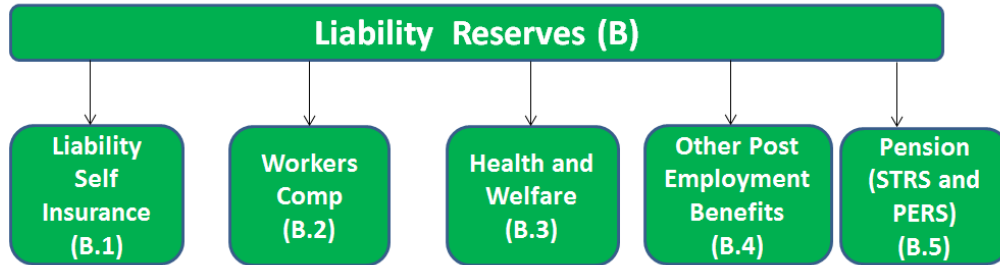 Liability Reserves (B)
Liability
Self
Insurance
(B.1)
Workers
Comp
(B.2)
Health and
Welfare
(B.3)
Other Post
Employment
Benefits
(B.4)
Pension
(STRS and
PERS)
(B.5)